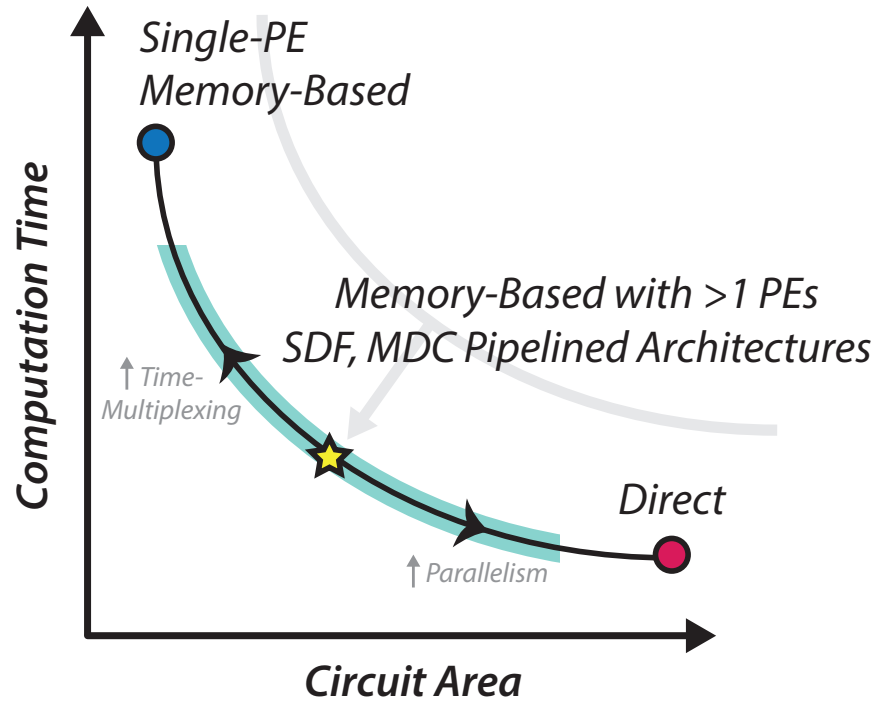 Single-PE
Memory-Based
Computation Time
Memory-Based with >1 PEs
SDF, MDC Pipelined Architectures
↑ Time-
Multiplexing
Direct
↑ Parallelism
Circuit Area